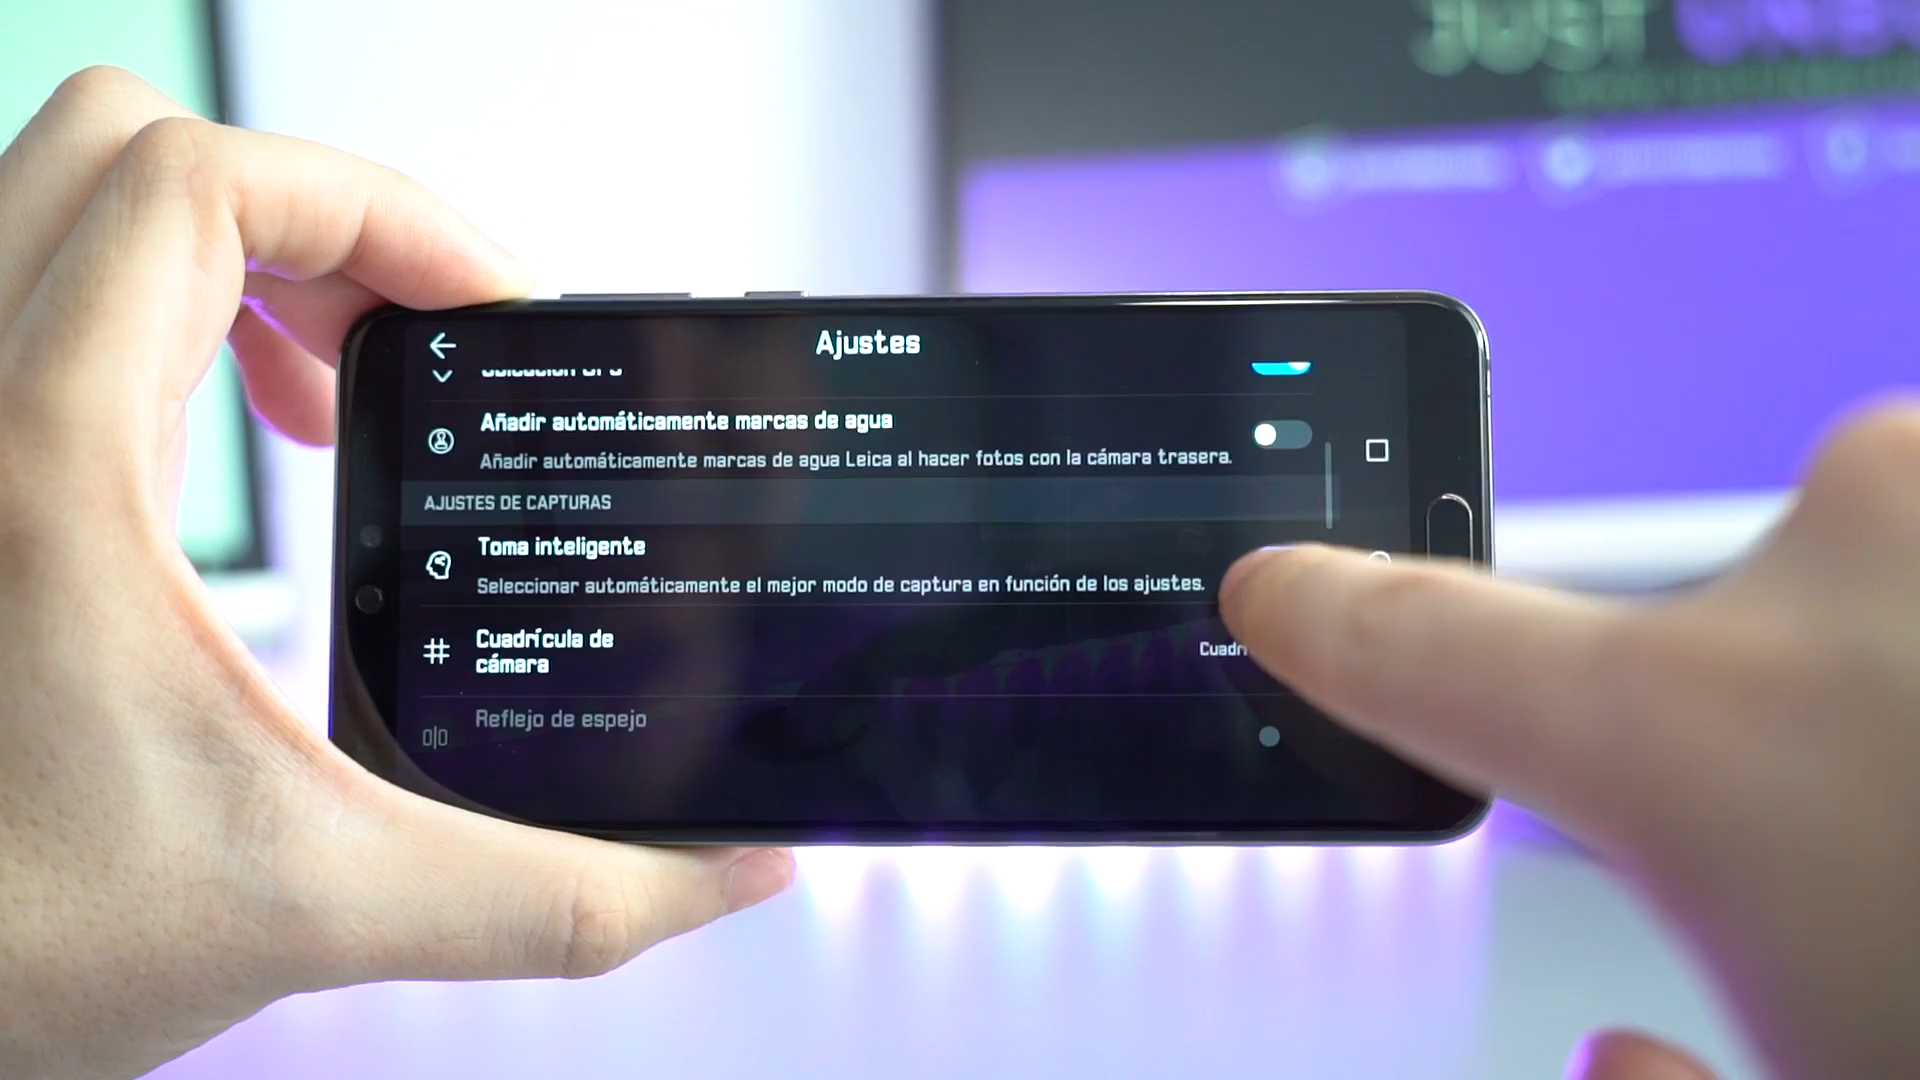 Ajustes
Añadir automáticamente marcas de agua
Añadir automáticamente marcas de agua Leica al hacer fotos con la cámara trasera.
AJUSTES DE CAPTURAS
Toma inteligente
Seleccionar automáticamente el mejor modo de captura en función de los ajustes.
Cuadrícula de
cámara
Reflejo de espejo
JUST